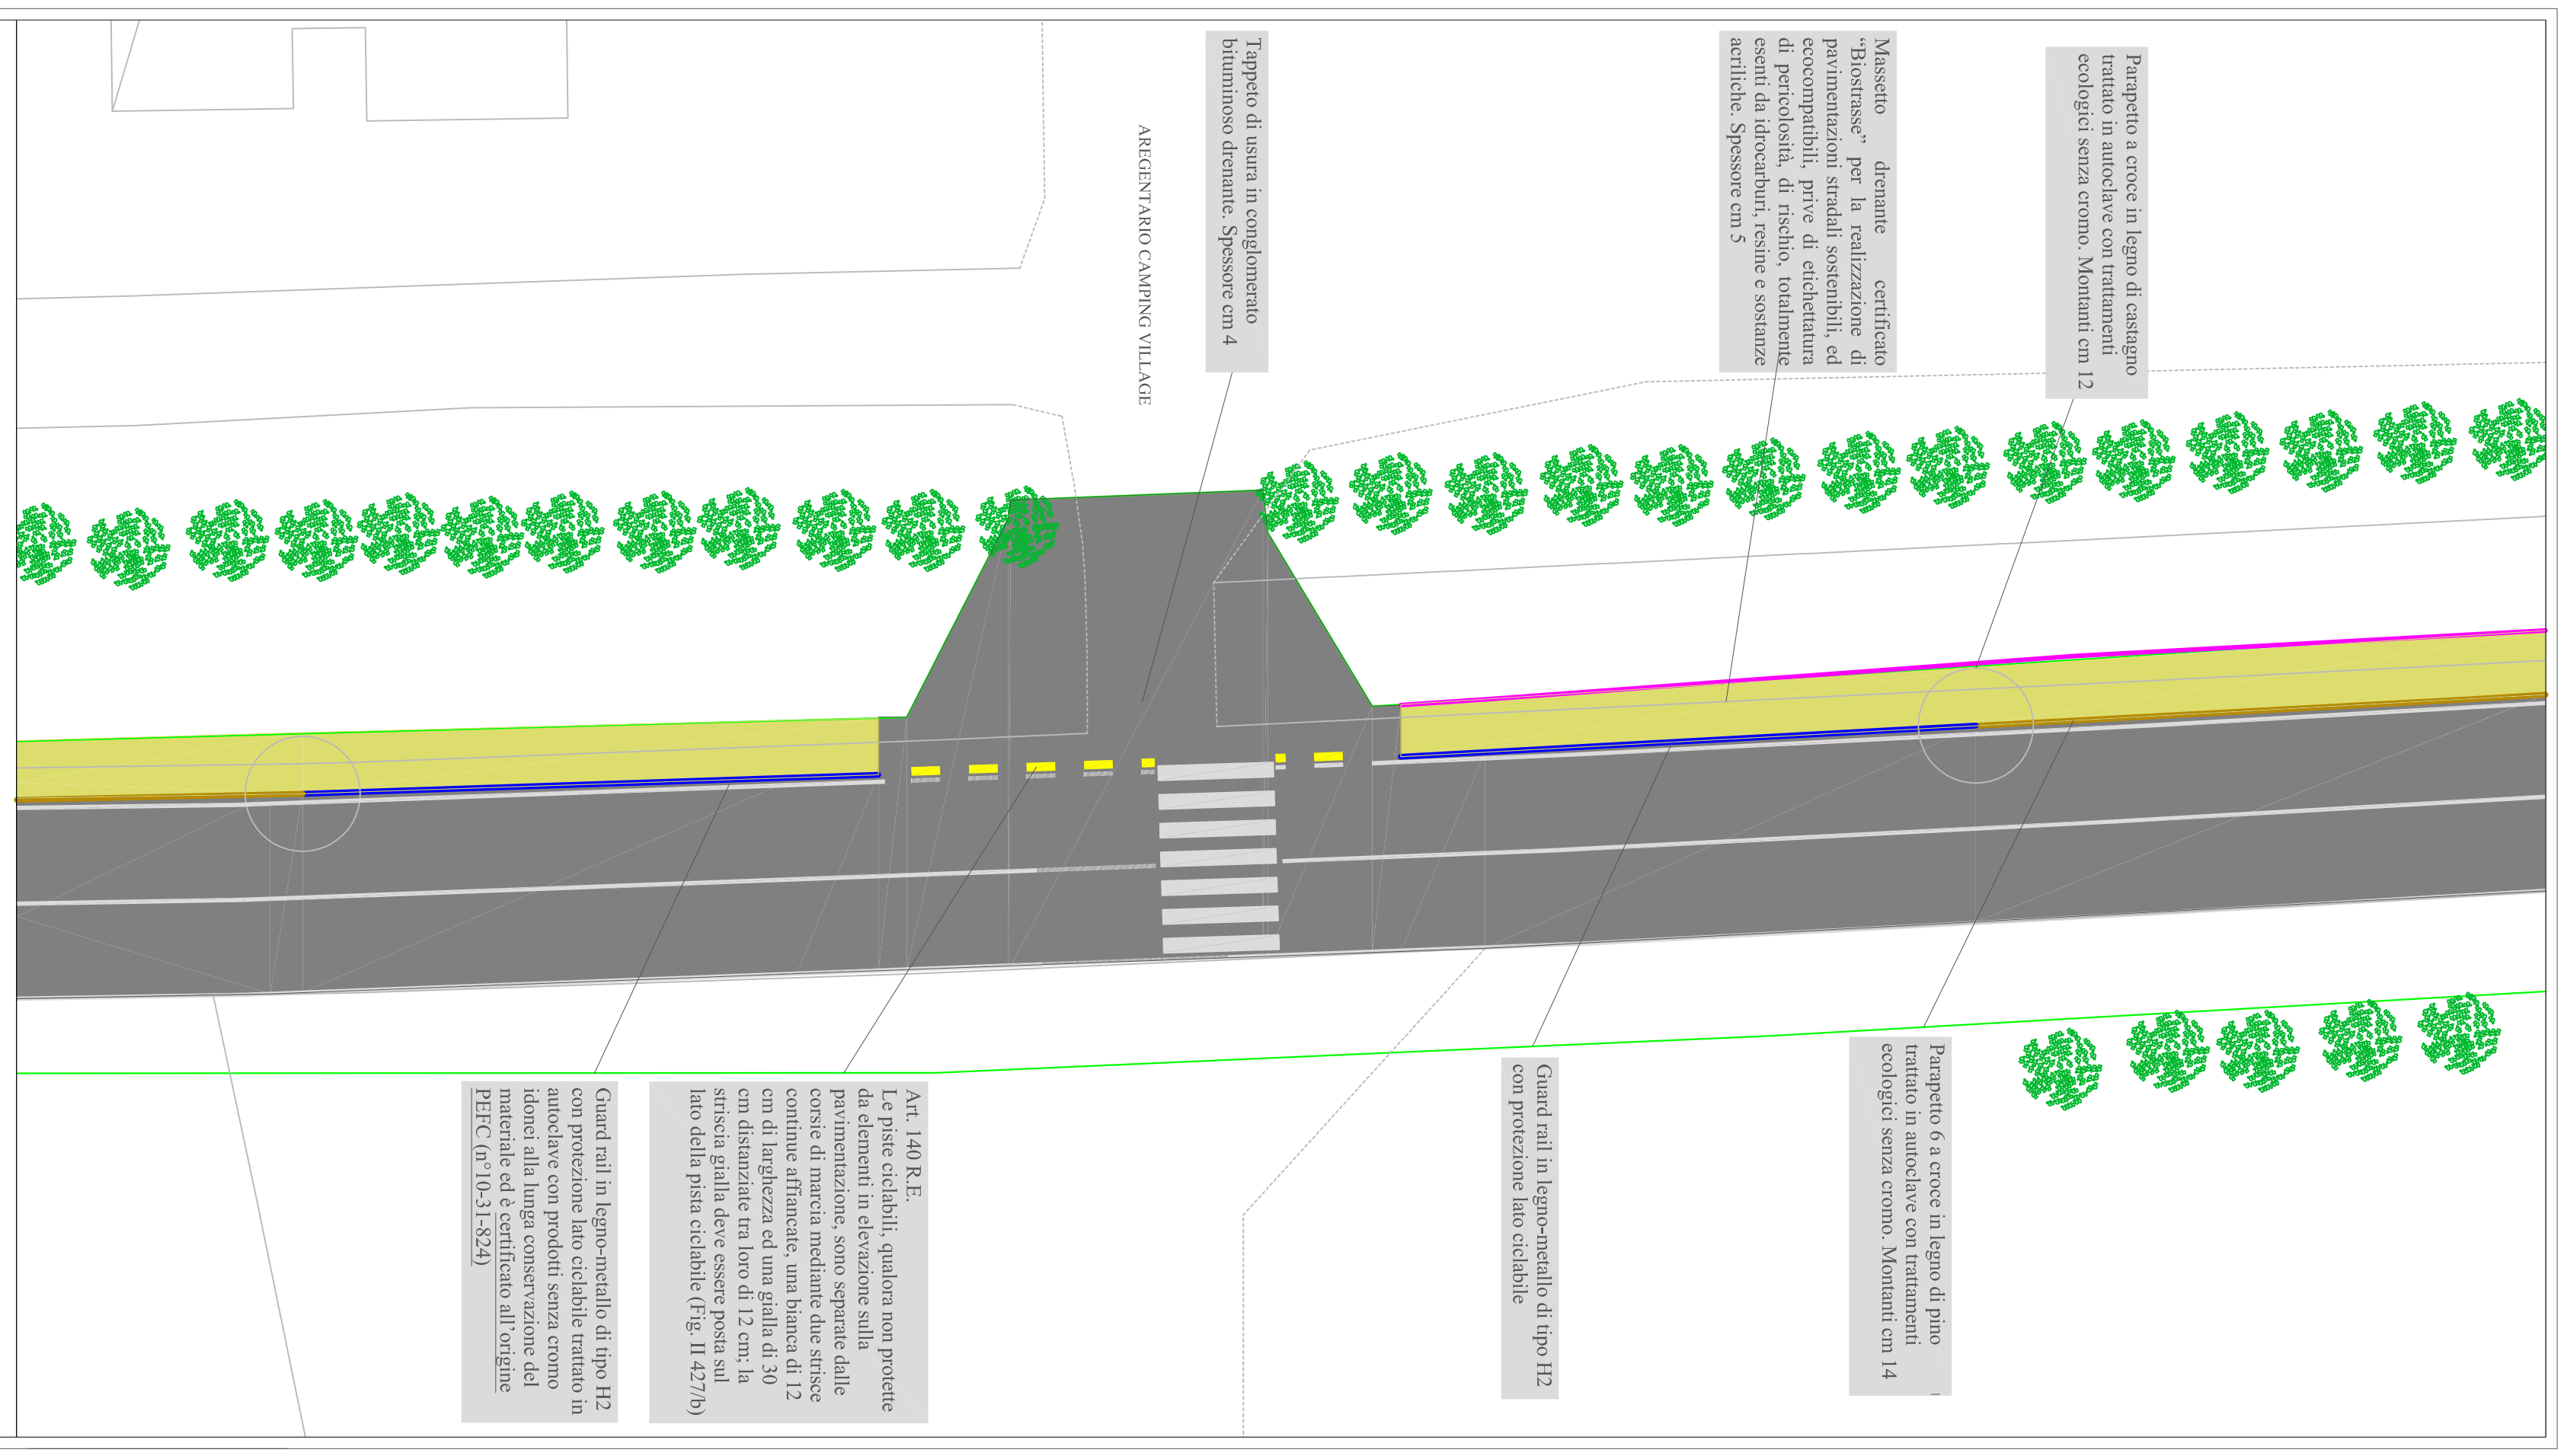 Tappeto di usura in conglomerato
bituminoso drenante. Spessore cm 4
AREGENTARIO CAMPING VILLAGE
Massetto drenante certificato
“Biostrasse” per la realizzazione di
pavimentazioni stradali sostenibili, ed
ecocompatibili, prive di etichettatura
di pericolosità, di rischio, totalmente
esenti da idrocarburi, resine e sostanze
acriliche. Spessore cm 5
Parapetto a croce in legno di castagno
trattato in autoclave con trattamenti
ecologici senza cromo. Montanti cm 12
Guard rail in legno-metallo di tipo H2
con protezione lato ciclabile trattato in
autoclave con prodotti senza cromo
idonei alla lunga conservazione del
materiale ed è certificato all’origine
PEFC (n°10-31-824)
Art. 140 R.E.
Le piste ciclabili, qualora non protette
da elementi in elevazione sulla
pavimentazione, sono separate dalle
corsie di marcia mediante due strisce
continue affiancate, una bianca di 12
cm di larghezza ed una gialla di 30
cm distanziate tra loro di 12 cm; la
striscia gialla deve essere posta sul
lato della pista ciclabile (Fig. II 427/b)
Guard rail in legno-metallo di tipo H2
con protezione lato ciclabile
Parapetto 6 a croce in legno di pino
trattato in autoclave con trattamenti
ecologici senza cromo. Montanti cm 14